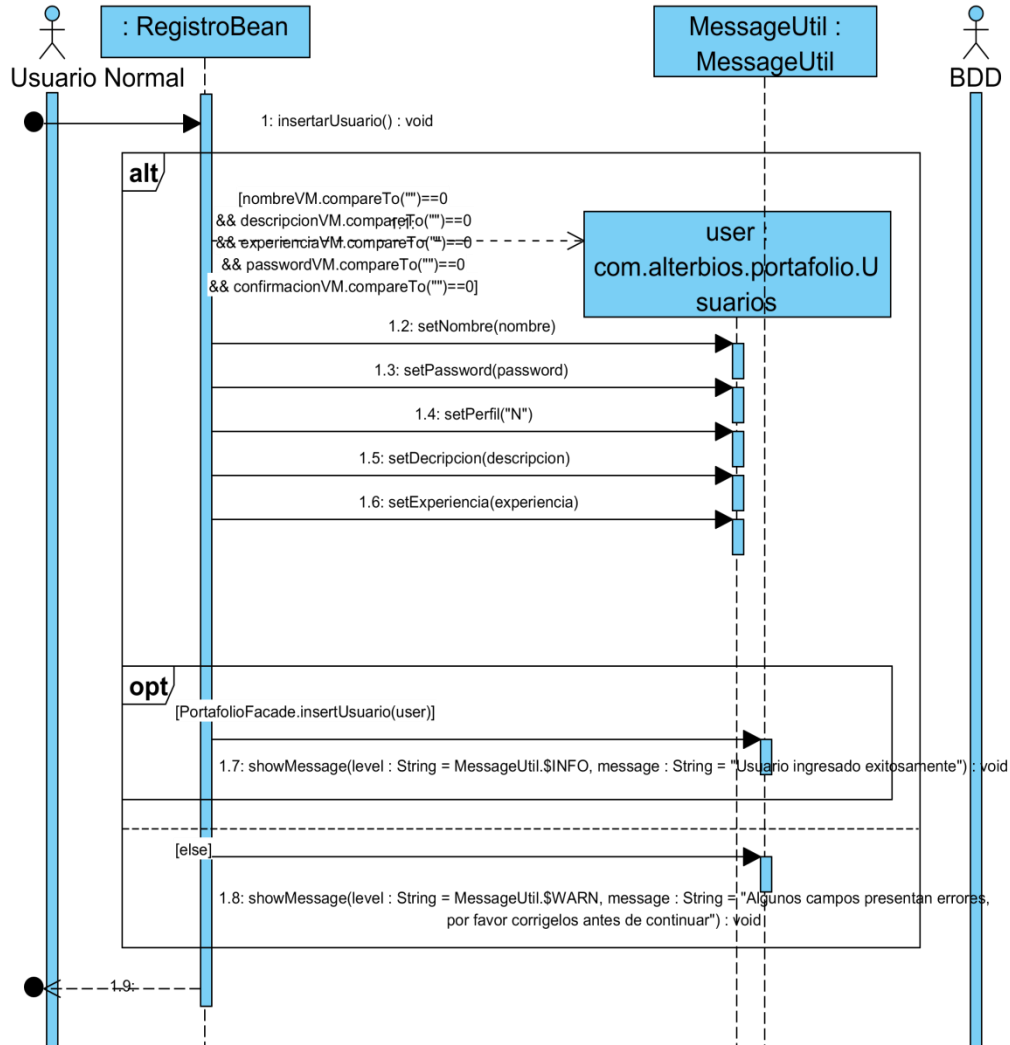 : RegistroBean
MessageUtil :
MessageUtil
Usuario Normal
BDD
1: insertarUsuario() : void
alt
[nombreVM.compareTo("")==0
&& descripcionVM.compareTo("")==0
&& experienciaVM.compareTo("")==0
&& passwordVM.compareTo("")==0
&& confirmacionVM.compareTo("")==0]
1.1:
user :
com.alterbios.portafolio.U
suarios
1.2: setNombre(nombre)
1.3: setPassword(password)
1.4: setPerfil("N")
1.5: setDecripcion(descripcion)
1.6: setExperiencia(experiencia)
opt
[PortafolioFacade.insertUsuario(user)]
1.7: showMessage(level : String = MessageUtil.$INFO, message : String = "Usuario ingresado exitosamente") : void
[else]
1.8: showMessage(level : String = MessageUtil.$WARN, message : String = "Algunos campos presentan errores,
por favor corrigelos antes de continuar") : void
1.9: